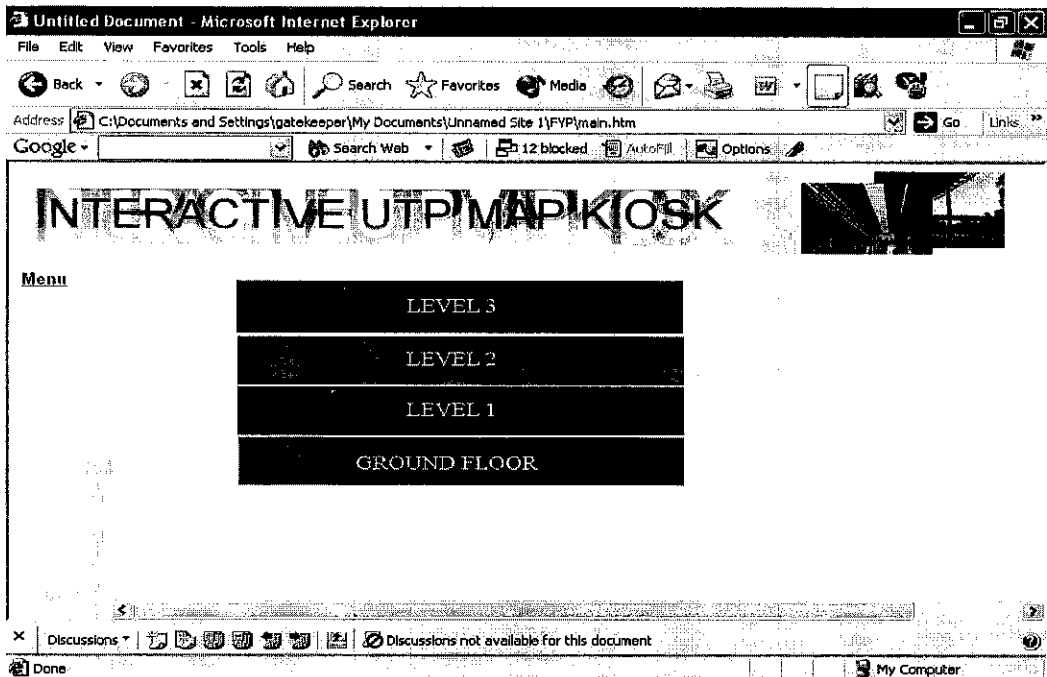 Untitled Document - Microsoft Internet Explorer
File Edit View Favorites Tools Help
Back Search Favorites Media
Address C:\Documents and Settings\gatekeeper\My Documents\Unnamed Site 1\FYP\main.htm Go Links »
Google Search Web 12 blocked AutoFill Options
INTERACTIVE UTP MAP KIOSK
Menu
LEVEL 3
LEVEL 2
LEVEL 1
GROUND FLOOR
Discussions Discussions not available for this document
Done My Computer